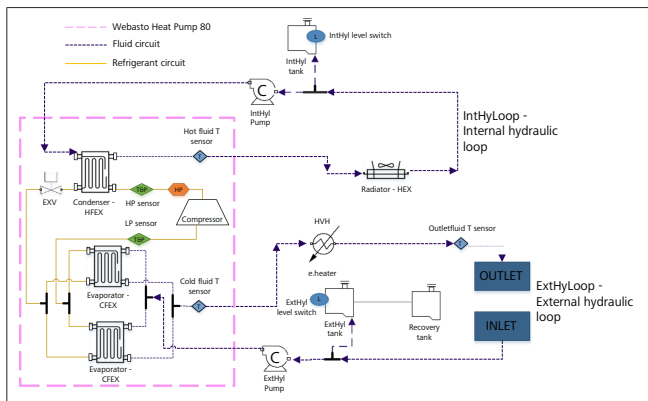 Webasto Heat Pump 80
Fluid circuit
Refrigerant circuit
L
IntHyl level switch
IntHyl
tank
C
IntHyl
Pump
IntHyLoop -
Internal hydraulic
loop
Hot fluid T
sensor
T
Radiator - HEX
EXV
Condenser -
HFEX
T&P
HP
HP sensor
Compressor
LP sensor
T&P
HVH
e.heater
Outletfluid T sensor
T
OUTLET
ExtHyLoop -
External hydraulic
loop
INLET
Evaporator -
CFEX
Cold fluid T
sensor
T
ExtHyl
level switch
L
ExtHyl
tank
Recovery
tank
Evaporator -
CFEX
C
ExtHyl
Pump